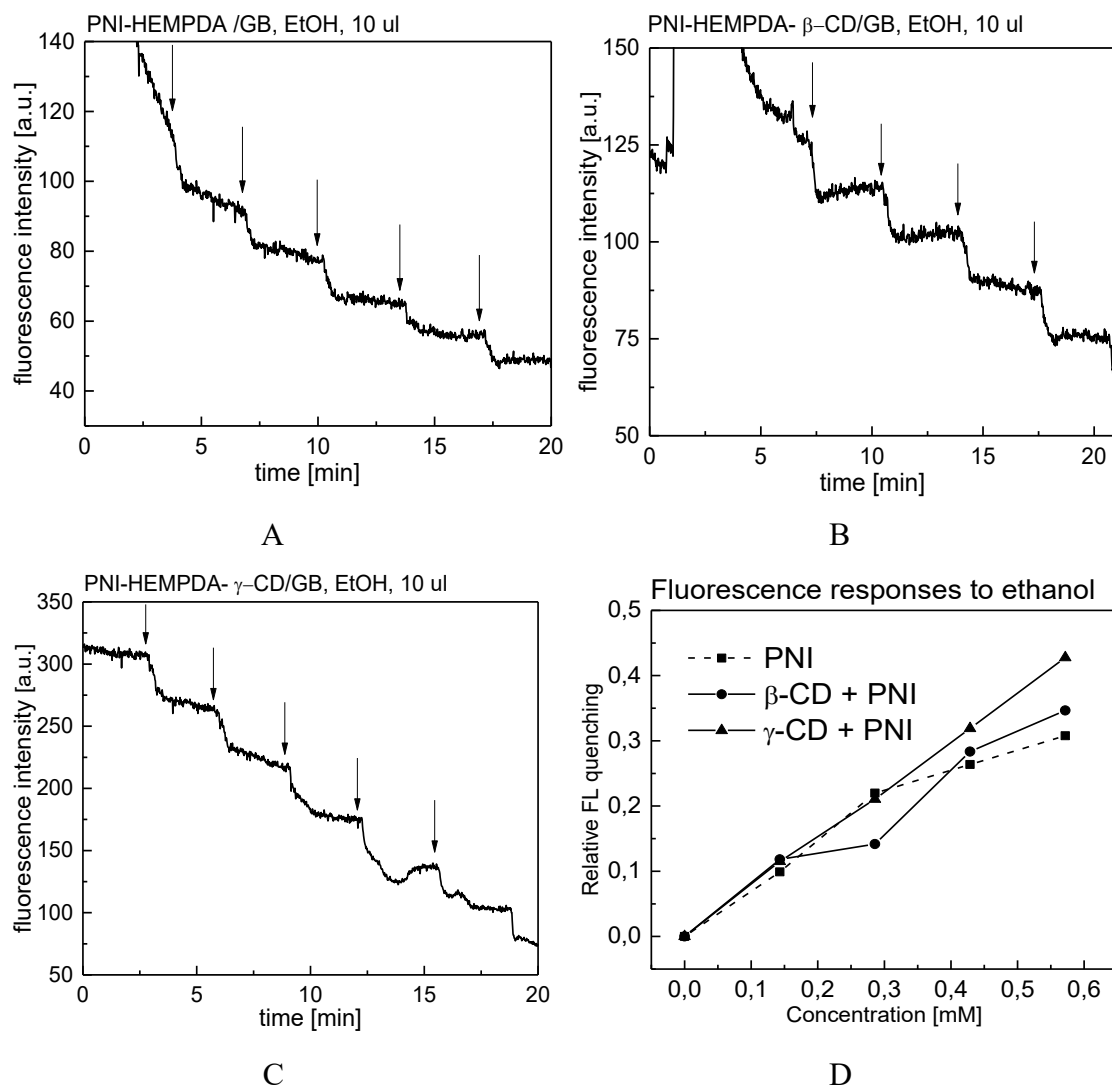 PNI-HEMPDA /GB, EtOH, 10 ul
140
120
100
80
60
40
fluorescence intensity [a.u.]
0 5 10 15 20
time [min]
A
PNI-HEMPDA- β–CD/GB, EtOH, 10 ul
150
125
100
75
50
fluorescence intensity [a.u.]
0 5 10 15 20
time [min]
B
PNI-HEMPDA- γ–CD/GB, EtOH, 10 ul
350
300
250
200
150
100
50
fluorescence intensity [a.u.]
0 5 10 15 20
time [min]
C
Fluorescence responses to ethanol
0,5
0,4
0,3
0,2
0,1
0,0
Relative FL quenching
PNI
β-CD + PNI
γ-CD + PNI
0,0 0,1 0,2 0,3 0,4 0,5 0,6
Concentration [mM]
D